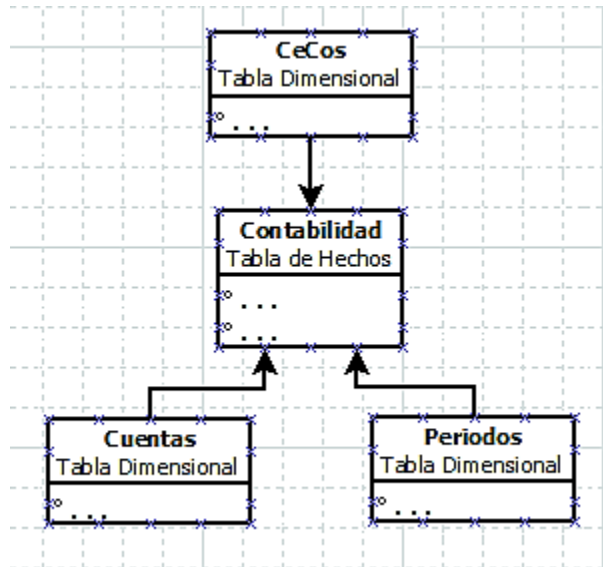 CeCos
Tabla Dimensional
...
Contabilidad
Tabla de Hechos
...
...
Cuentas
Tabla Dimensional
...
Periodos
Tabla Dimensional
...